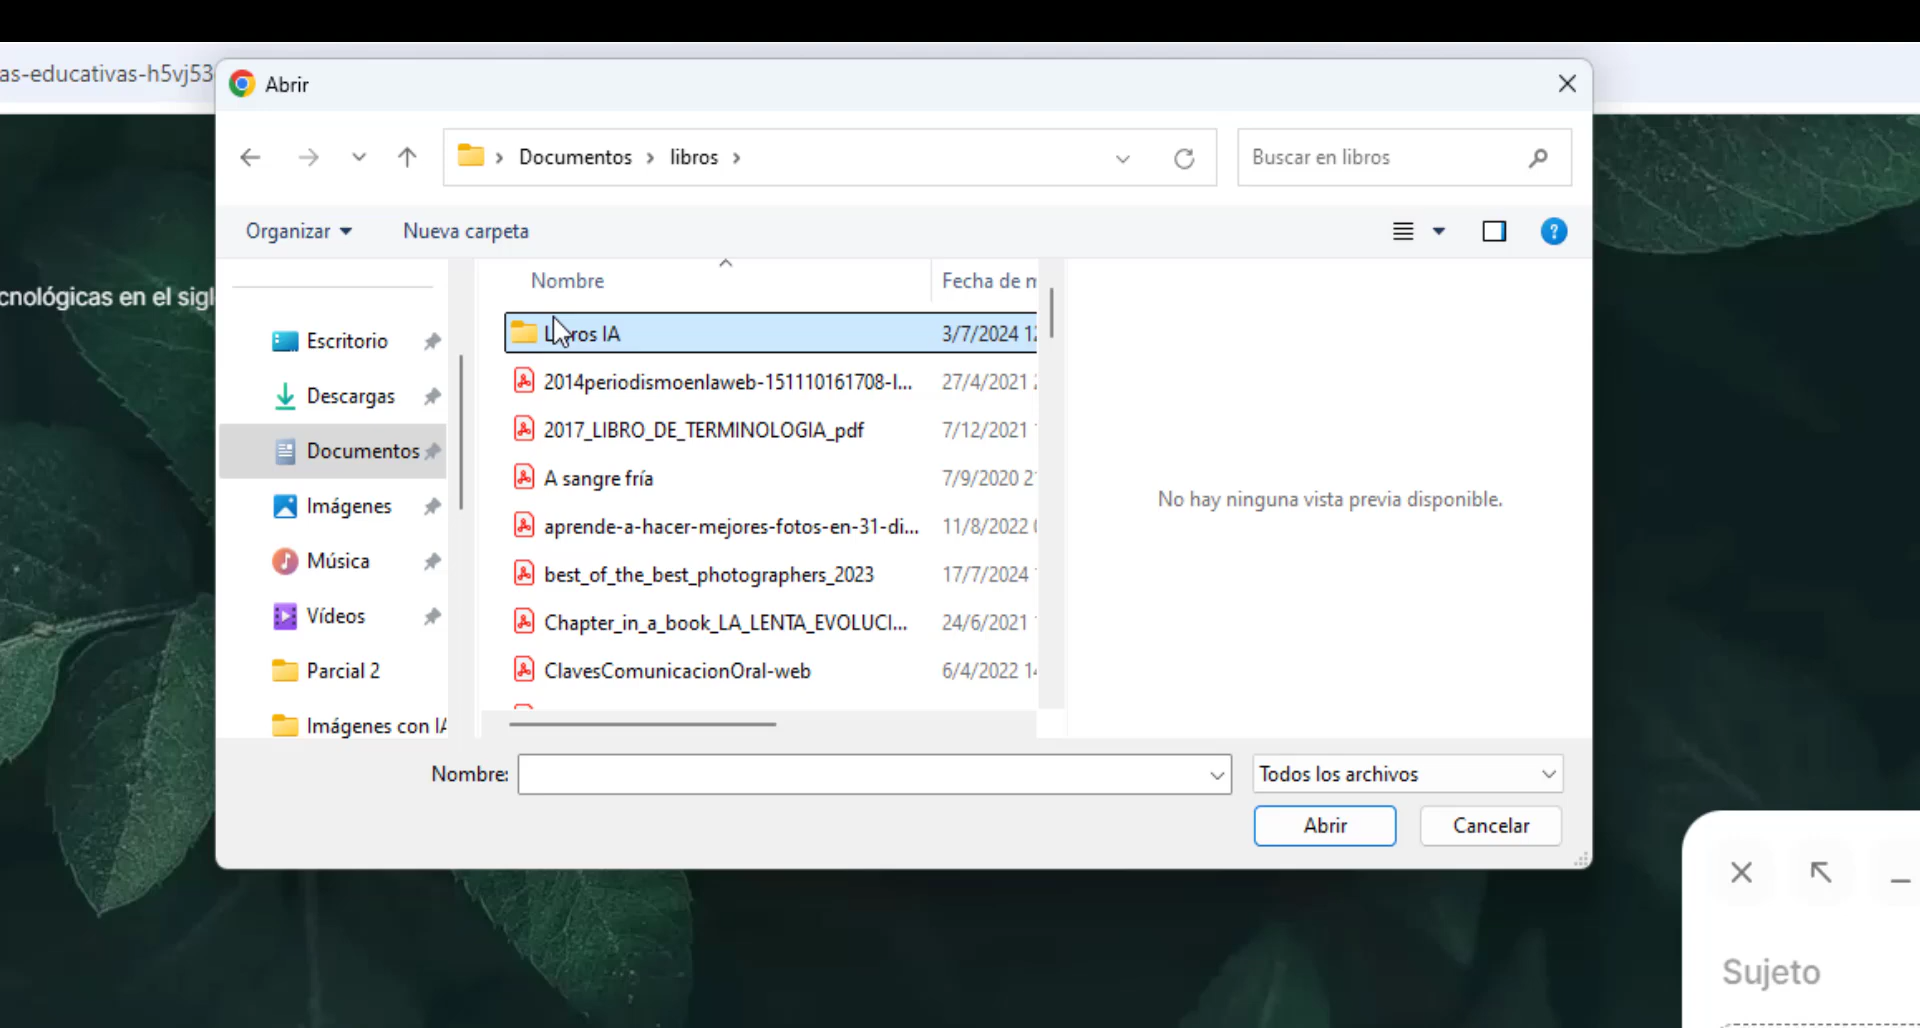 as-educativas-h5vj53
Abrir
Documentos libros
Buscar en libros
Organizar
Nueva carpeta
Nombre
Fecha de
cnológicas en el sigl
Escritorio
Descargas
Documentos
Imágenes
Música
Vídeos
Parcial 2
Imágenes con IA
Libros IA 3/7/2024
2014periodismoenlaweb-151110161708-l... 27/4/2021
2017_LIBRO_DE_TERMINOLOGIA_pdf 7/12/2021
A sangre fría 7/9/2020
aprende-a-hacer-mejores-fotos-en-31-di... 11/8/2022
best_of_the_best_photographers_2023 17/7/2024
Chapter_in_a_book_LA_LENTA_EVOLUCI... 24/6/2021
ClavesComunicacionOral-web 6/4/2022
No hay ninguna vista previa disponible.
Nombre:
Todos los archivos
Abrir
Cancelar
Sujeto